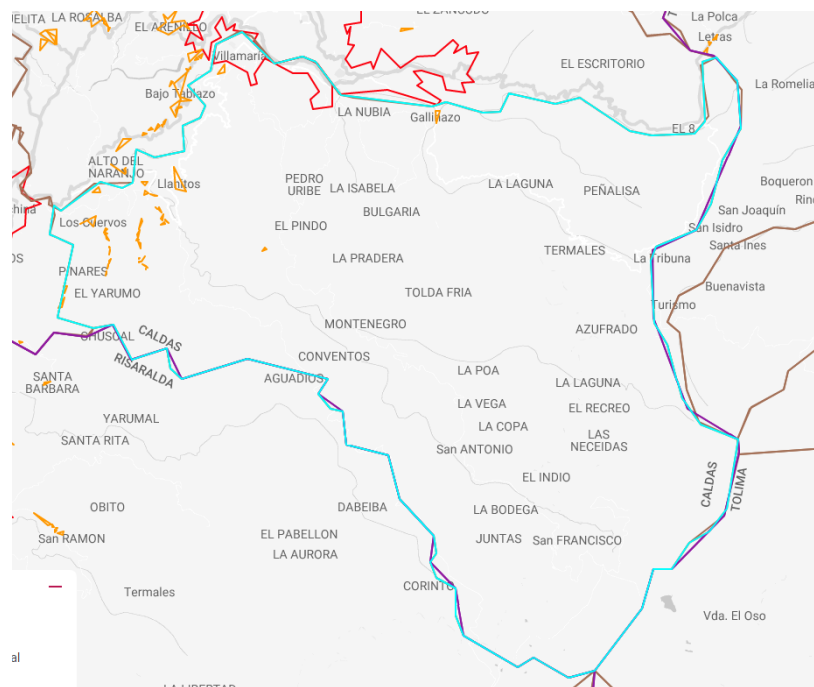 LA ROSALBA
EL ARENILLO
La Polca
Letras
Villamaría
EL ESCRITORIO
La Romelia
Bajo Tablazo
LA NUBIA
Gallinazo
EL 8
ALTO DEL
NARANJO
Llanitos
PEDRO
URIBE
LA ISABELA
LA LAGUNA
PEÑALISA
Boqueron
BULGARIA
San Joaquín
Los Cuervos
EL PINDO
San Isidro
Santa Ines
TERMALES
La Tribuna
LA PRADERA
PINARES
Buenavista
EL YARUMO
TOLDA FRIA
Turismo
MONTENEGRO
AZUFRADO
CHUSCAL
CALDAS
RISARALDA
CONVENTOS
SANTA
BARBARA
AGUADIOS
LA POA
LA LAGUNA
LA VEGA
EL RECREO
YARUMAL
LA COPA
LAS
NECEIDAS
SANTA RITA
San ANTONIO
EL INDIO
CALDAS
TOLIMA
OBITO
DABEIBA
LA BODEGA
San RAMON
EL PABELLON
JUNTAS
San FRANCISCO
LA AURORA
Termales
CORINTO
Vda. El Oso
al